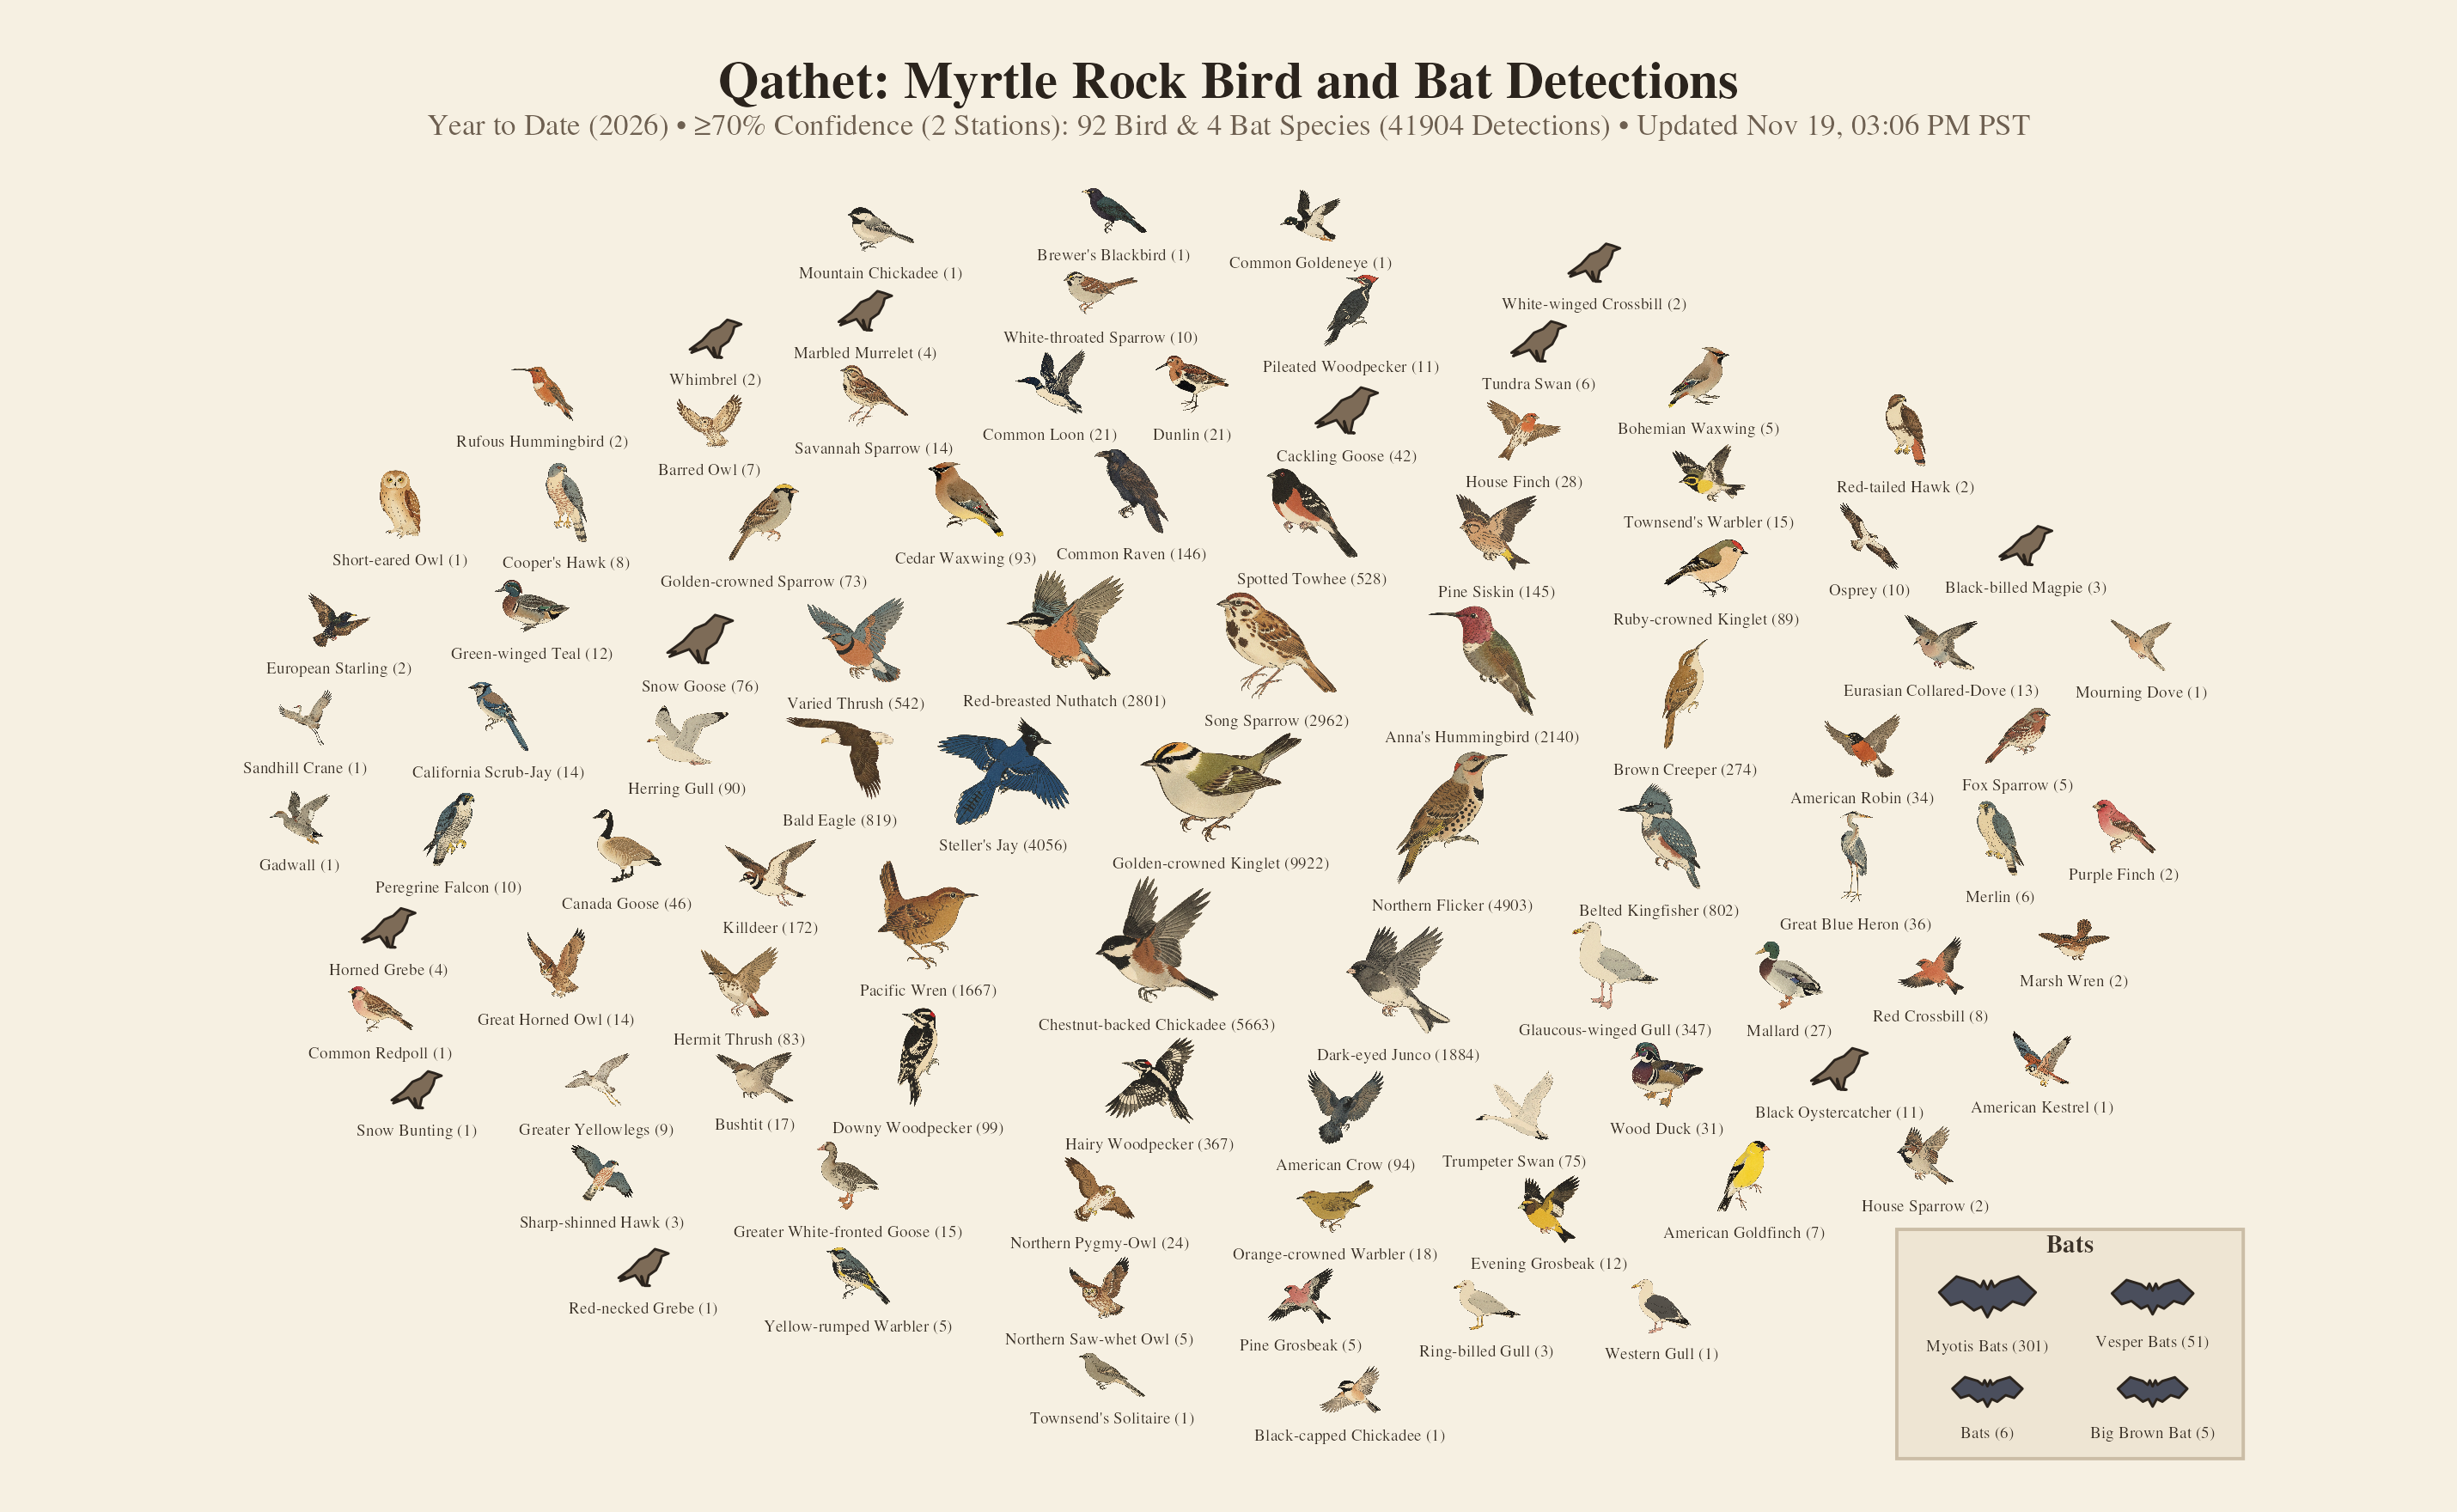 Qathet: Myrtle Rock Bird and Bat Detections
Year to Date (2026) • ≥70% Confidence (2 Stations): 92 Bird & 4 Bat Species (41904 Detections) • Updated Nov 19, 03:06 PM PST
Brewer's Blackbird (1)
Common Goldeneye (1)
Mountain Chickadee (1)
White-winged Crossbill (2)
White-throated Sparrow (10)
Marbled Murrelet (4)
Pileated Woodpecker (11)
Whimbrel (2)
Tundra Swan (6)
Bohemian Waxwing (5)
Common Loon (21)
Dunlin (21)
Rufous Hummingbird (2)
Savannah Sparrow (14)
Cackling Goose (42)
Barred Owl (7)
House Finch (28)
Red-tailed Hawk (2)
Townsend's Warbler (15)
Common Raven (146)
Cedar Waxwing (93)
Short-eared Owl (1)
Cooper's Hawk (8)
Spotted Towhee (528)
Golden-crowned Sparrow (73)
Black-billed Magpie (3)
Osprey (10)
Pine Siskin (145)
Ruby-crowned Kinglet (89)
Green-winged Teal (12)
European Starling (2)
Snow Goose (76)
Eurasian Collared-Dove (13)
Mourning Dove (1)
Red-breasted Nuthatch (2801)
Varied Thrush (542)
Song Sparrow (2962)
Anna's Hummingbird (2140)
Sandhill Crane (1)
Brown Creeper (274)
California Scrub-Jay (14)
Fox Sparrow (5)
Herring Gull (90)
American Robin (34)
Bald Eagle (819)
Steller's Jay (4056)
Golden-crowned Kinglet (9922)
Gadwall (1)
Purple Finch (2)
Peregrine Falcon (10)
Merlin (6)
Canada Goose (46)
Northern Flicker (4903)
Belted Kingfisher (802)
Great Blue Heron (36)
Killdeer (172)
Horned Grebe (4)
Marsh Wren (2)
Pacific Wren (1667)
Red Crossbill (8)
Great Horned Owl (14)
Chestnut-backed Chickadee (5663)
Glaucous-winged Gull (347)
Mallard (27)
Hermit Thrush (83)
Common Redpoll (1)
Dark-eyed Junco (1884)
American Kestrel (1)
Black Oystercatcher (11)
Bushtit (17)
Downy Woodpecker (99)
Wood Duck (31)
Greater Yellowlegs (9)
Snow Bunting (1)
Hairy Woodpecker (367)
Trumpeter Swan (75)
American Crow (94)
House Sparrow (2)
Sharp-shinned Hawk (3)
Greater White-fronted Goose (15)
American Goldfinch (7)
Northern Pygmy-Owl (24)
Orange-crowned Warbler (18)
Evening Grosbeak (12)
Red-necked Grebe (1)
Yellow-rumped Warbler (5)
Northern Saw-whet Owl (5)
Pine Grosbeak (5)
Ring-billed Gull (3)
Western Gull (1)
Townsend's Solitaire (1)
Black-capped Chickadee (1)
Bats
Myotis Bats (301)
Vesper Bats (51)
Bats (6)
Big Brown Bat (5)